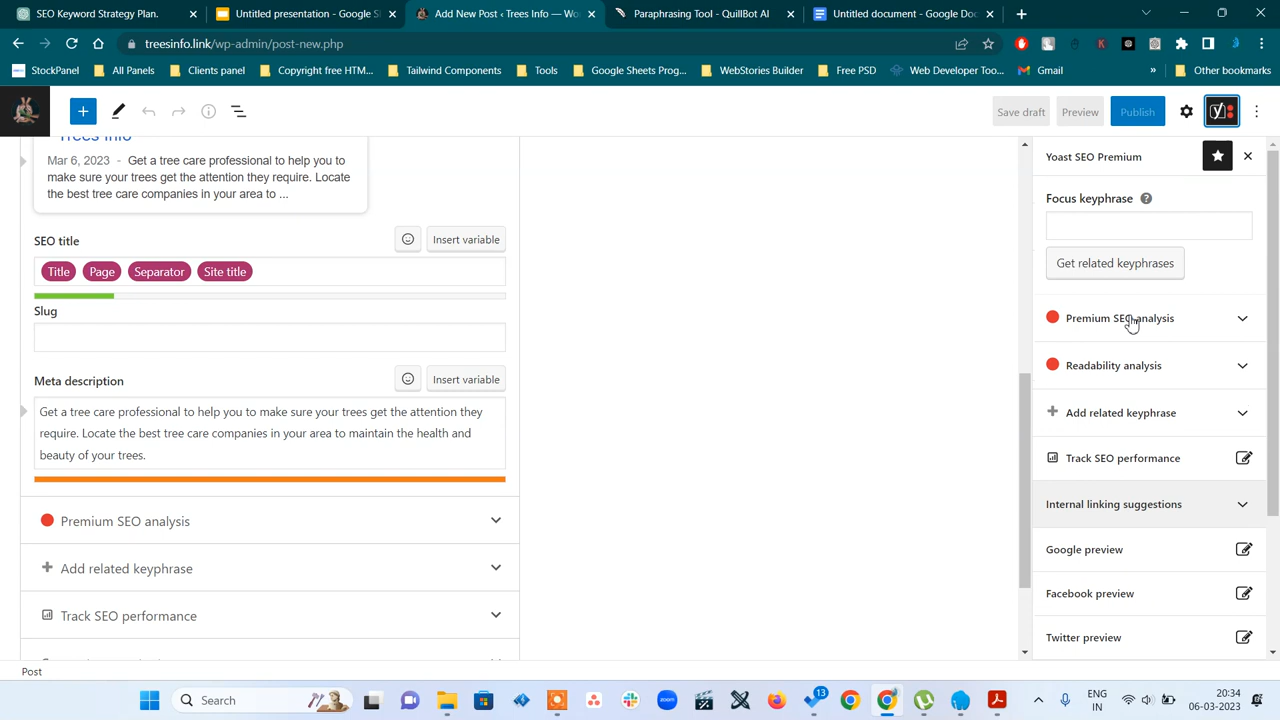 SEO Keyword Strategy Plan.
Untitled presentation - Google S
Add New Post ‹ Trees Info — Wo
Paraphrasing Tool - QuillBot AI
Untitled document - Google Doc
treesinfo.link/wp-admin/post-new.php
StockPanel
All Panels
Clients panel
Copyright free HTM...
Tailwind Components
Tools
Google Sheets Prog...
WebStories Builder
Free PSD
Web Developer Too...
Gmail
»
Other bookmarks
Save draft
Preview
Publish
Trees Info
Mar 6, 2023 - Get a tree care professional to help you to
make sure your trees get the attention they require. Locate
the best tree care companies in your area to ...
SEO title
Insert variable
Title
Page
Separator
Site title
Slug
Meta description
Insert variable
Get a tree care professional to help you to make sure your trees get the attention they
require. Locate the best tree care companies in your area to maintain the health and
beauty of your trees.
Premium SEO analysis
Add related keyphrase
Track SEO performance
Yoast SEO Premium
Focus keyphrase
Get related keyphrases
Premium SEO analysis
Readability analysis
Add related keyphrase
Track SEO performance
Internal linking suggestions
Google preview
Facebook preview
Twitter preview
Post
Search
13
ENG
IN
20:34
06-03-2023